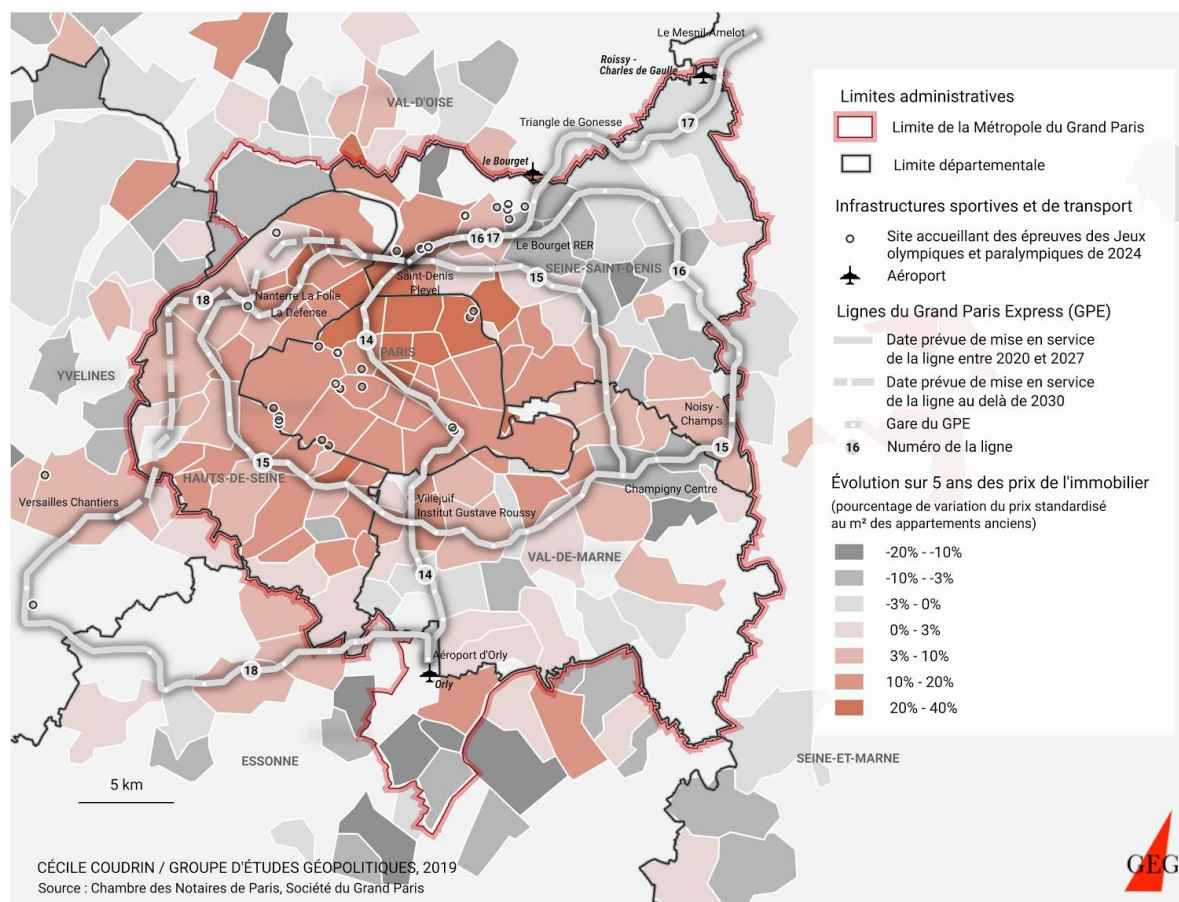 Le Mesnil-Amelot
Roissy -
Charles de Gaulle
VAL-D'OISE
17
Triangle de Gonesse
le Bourget
16 17
Le Bourget RER
SEINE-SAINT-DENIS
16
15
Saint-Denis
Pleyel
18
Nanterre La Folie
La Défense
14
PARIS
YVELINES
Noisy -
Champs
15
15
HAUTS-DE-SEINE
Champigny Centre
Versailles Chantiers
Villejuif
Institut Gustave Roussy
VAL-DE-MARNE
14
Aéroport d'Orly
18
Orly
ESSONNE
SEINE-ET-MARNE
5 km
CÉCILE COUDRIN / GROUPE D'ÉTUDES GÉOPOLITIQUES, 2019
Source : Chambre des Notaires de Paris, Société du Grand Paris
Limites administratives
Limite de la Métropole du Grand Paris
Limite départementale
Infrastructures sportives et de transport
Site accueillant des épreuves des Jeux
olympiques et paralympiques de 2024
Aéroport
Lignes du Grand Paris Express (GPE)
Date prévue de mise en service
de la ligne entre 2020 et 2027
Date prévue de mise en service
de la ligne au delà de 2030
Gare du GPE
16 Numéro de la ligne
Évolution sur 5 ans des prix de l'immobilier
(pourcentage de variation du prix standardisé
au m² des appartements anciens)
-20% - -10%
-10% - -3%
-3% - 0%
0% - 3%
3% - 10%
10% - 20%
20% - 40%
GEG